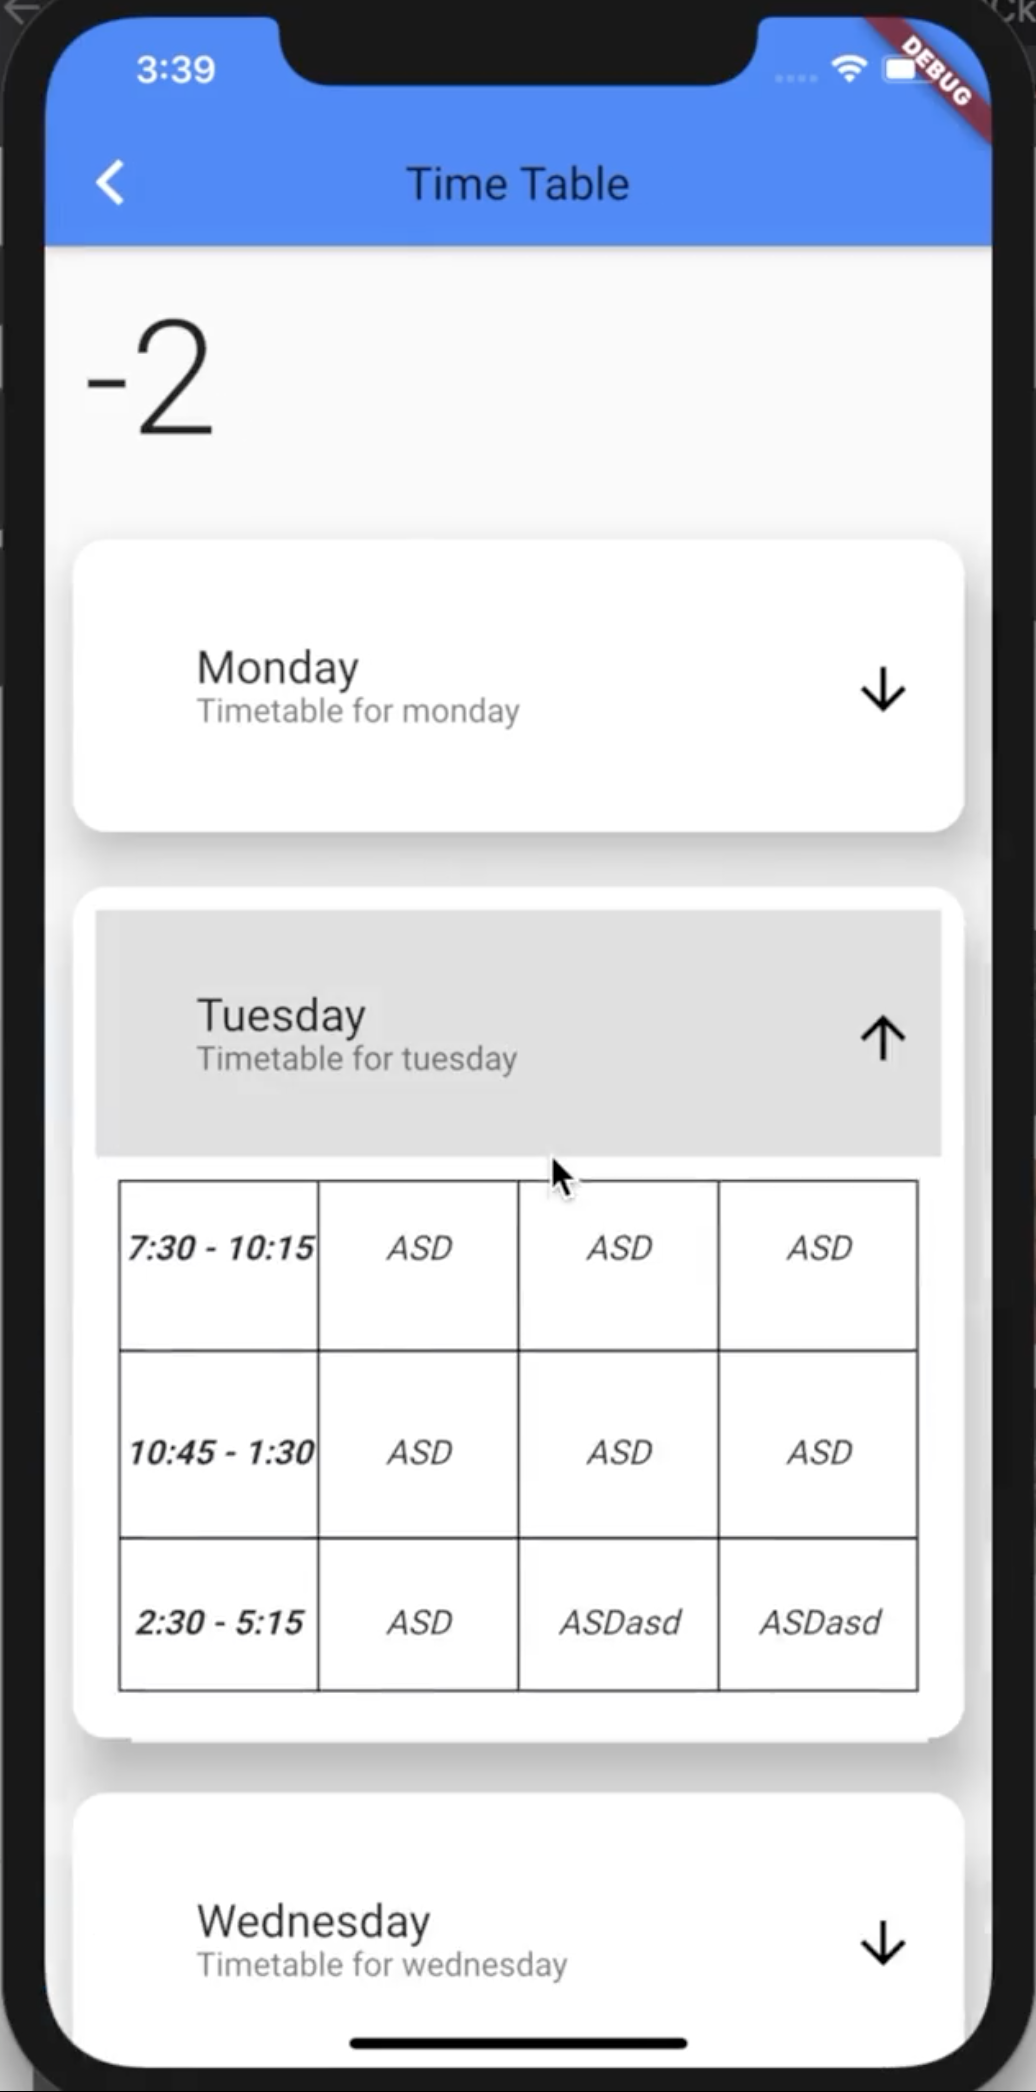 Ck
3:39
DEBUG
Time Table
-2
Monday
Timetable for monday
Tuesday
Timetable for tuesday
7:30 - 10:15 ASD ASD ASD
10:45 - 1:30 ASD ASD ASD
2:30 - 5:15 ASD ASDasd ASDasd
Wednesday
Timetable for wednesday